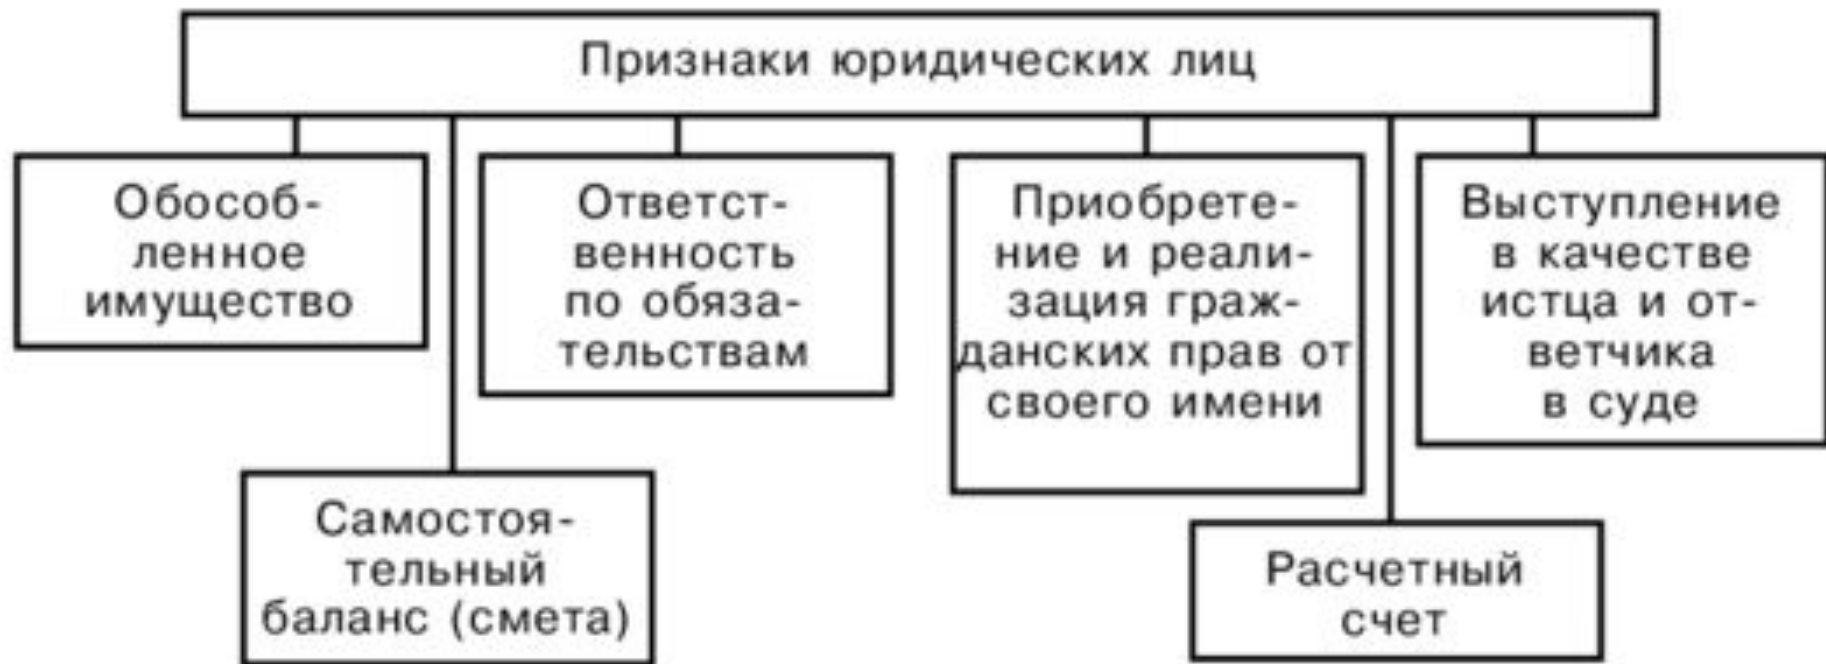 Признаки юридических лиц
Обособ-
ленное
имущество
Ответст-
венность
по обяза-
тельствам
Приобрете-
ние и реали-
зация граж-
данских прав от
своего имени
Выступление
в качестве
истца и от-
ветчика
в суде
Самостоя-
тельный
баланс (смета)
Расчетный
счет